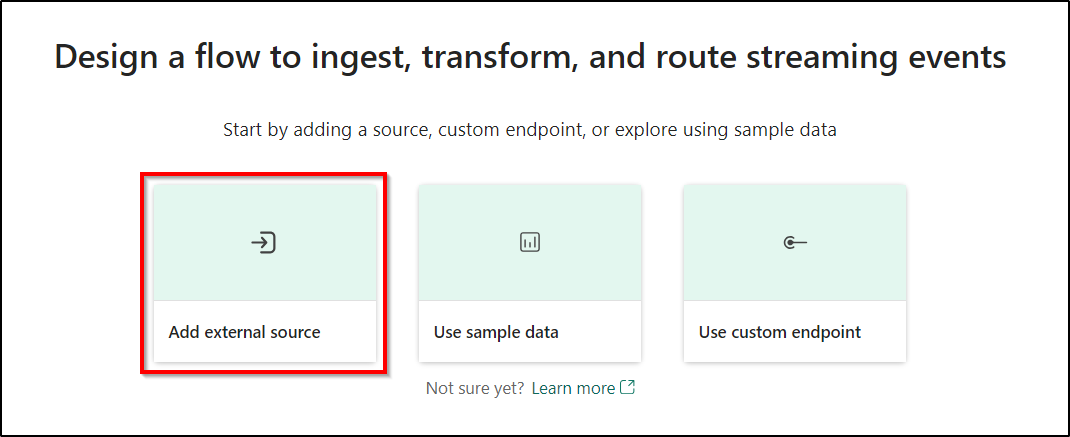 Design a flow to ingest, transform, and route streaming events
Start by adding a source, custom endpoint, or explore using sample data
Add external source
Use sample data
Use custom endpoint
Not sure yet? Learn more